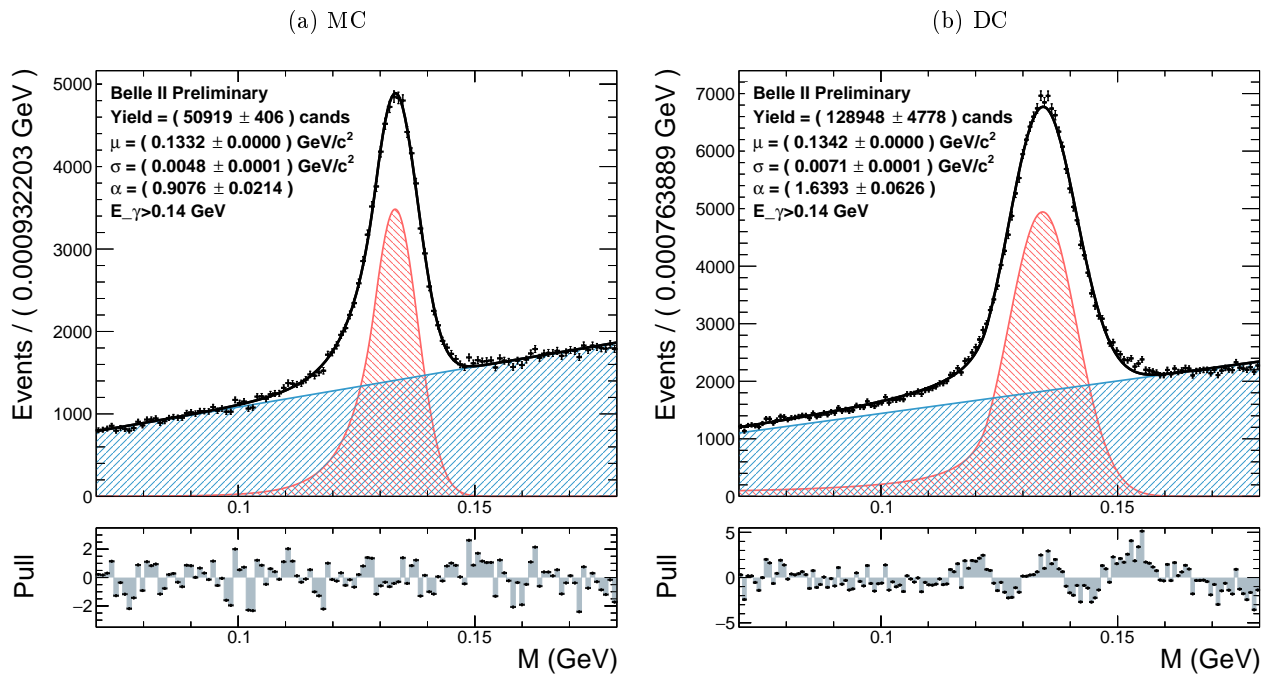 (a) MC
Events / ( 0.000932203 GeV )
5000
4000
3000
2000
1000
0
Belle II Preliminary
Yield = ( 50919 ± 406 ) cands
μ = ( 0.1332 ± 0.0000 ) GeV/c²
σ = ( 0.0048 ± 0.0001 ) GeV/c²
α = ( 0.9076 ± 0.0214 )
E_γ>0.14 GeV
0.1
0.15
Pull
2
0
−2
0.1
0.15
M (GeV)
(b) DC
Events / ( 0.000763889 GeV )
7000
6000
5000
4000
3000
2000
1000
0
Belle II Preliminary
Yield = ( 128948 ± 4778 ) cands
μ = ( 0.1342 ± 0.0000 ) GeV/c²
σ = ( 0.0071 ± 0.0001 ) GeV/c²
α = ( 1.6393 ± 0.0626 )
E_γ>0.14 GeV
0.1
0.15
Pull
5
0
−5
0.1
0.15
M (GeV)